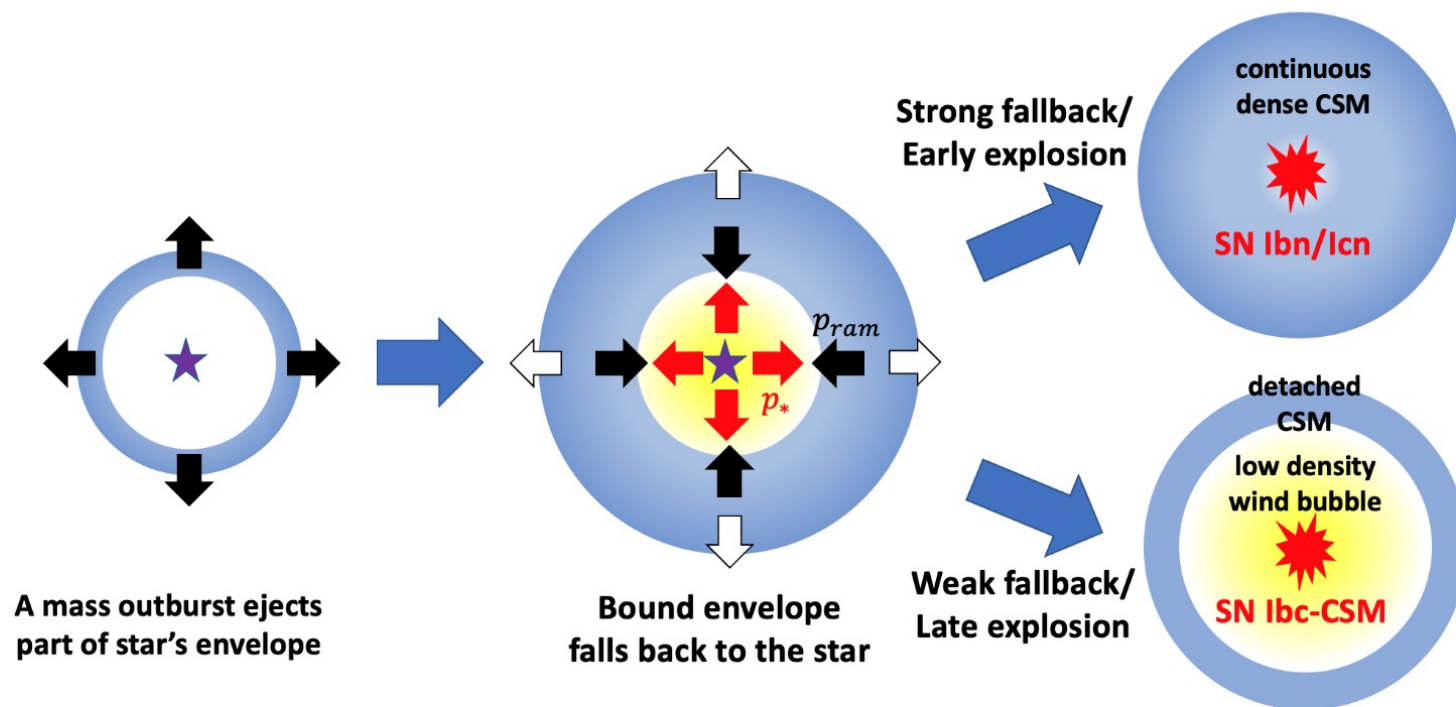 A mass outburst ejects
part of star's envelope
p_{ram}
p_*
Bound envelope
falls back to the star
Strong fallback/
Early explosion
continuous
dense CSM
SN Ibn/Icn
Weak fallback/
Late explosion
detached
CSM
low density
wind bubble
SN Ibc-CSM